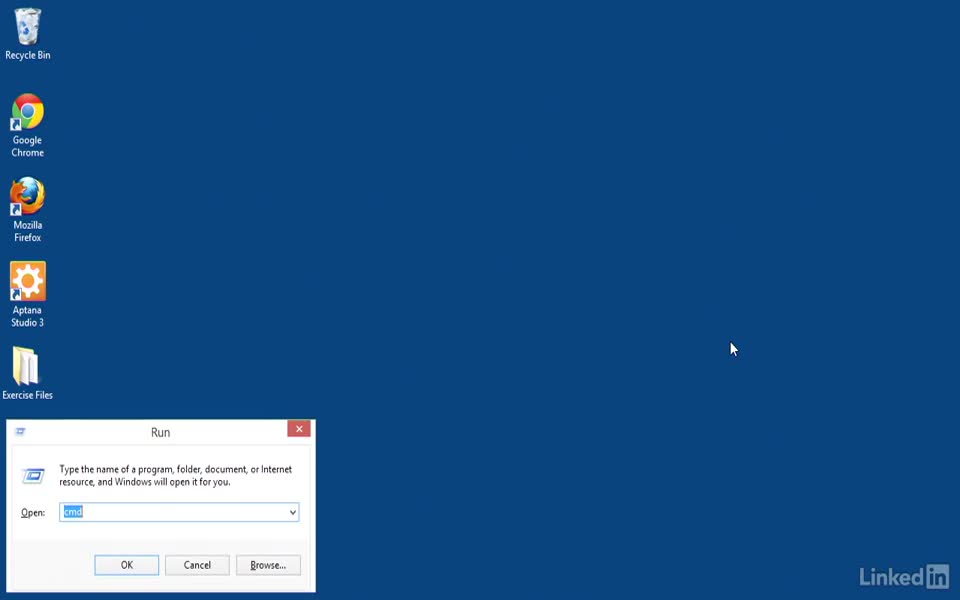 Recycle Bin
Google
Chrome
Mozilla
Firefox
Aptana
Studio 3
Exercise Files
Run
Type the name of a program, folder, document, or Internet
resource, and Windows will open it for you.
Open:
cmd
OK
Cancel
Browse...
Linked in